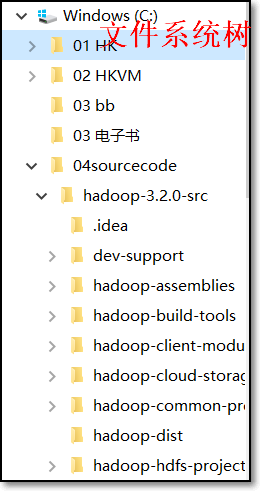 Windows (C:)
文件系统树
01 HK
02 HKVM
03 bb
03 电子书
04sourcecode
hadoop-3.2.0-src
.idea
dev-support
hadoop-assemblies
hadoop-build-tools
hadoop-client-modu
hadoop-cloud-storag
hadoop-common-pr
hadoop-dist
hadoop-hdfs-project